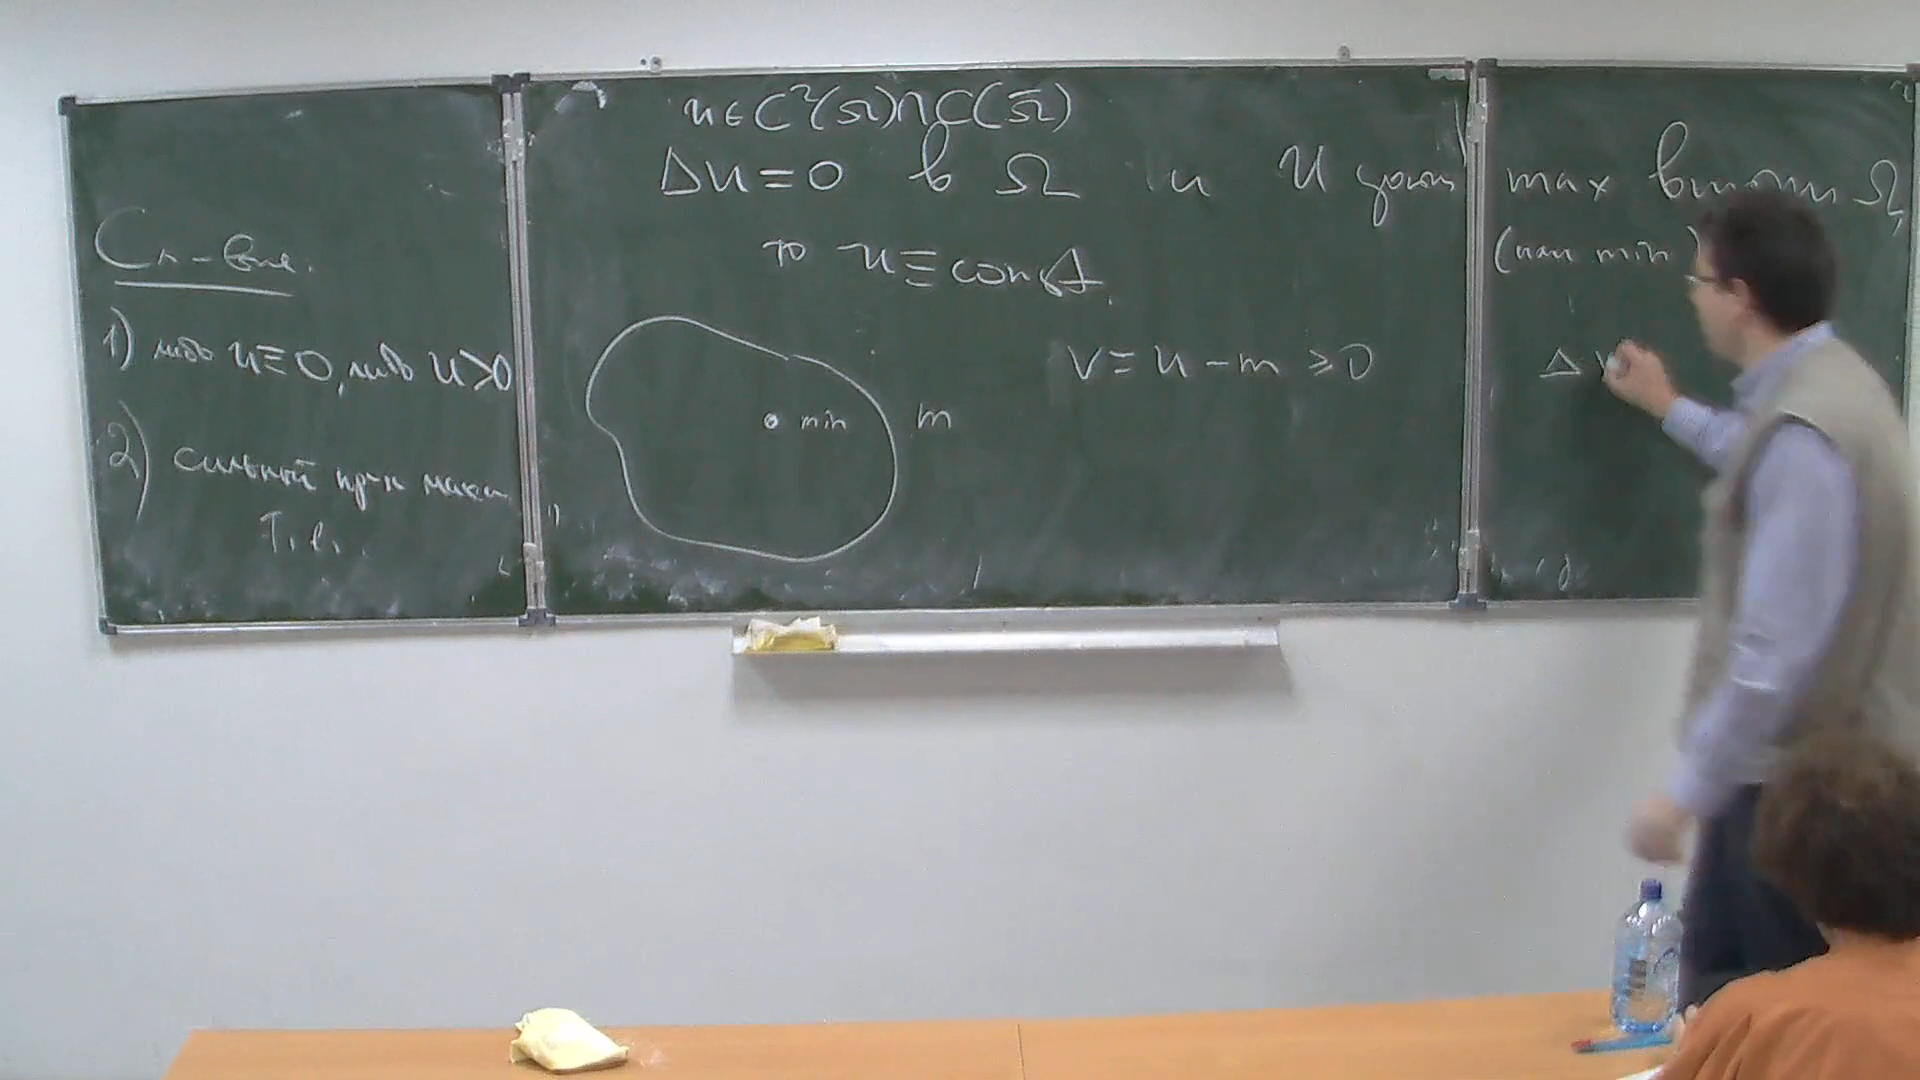 Сл-вие.
1) либо u≡0, либо u>0
2) сильный пр-п макс
Т.е.
u∈C²(Ω)∩C(Ω̄)
Δu=0 в Ω и u дост max внутри Ω,
(или min)
то u≡const.
min m
v≡u-m≥0 Δv